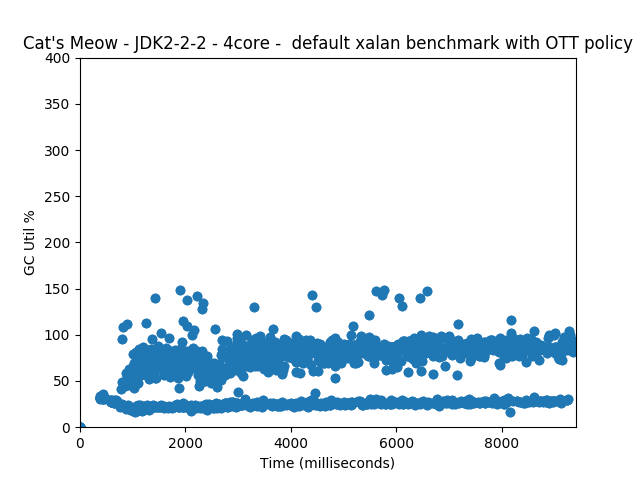 Cat's Meow - JDK2-2-2 - 4core -  default xalan benchmark with OTT policy
400
350
300
250
200
150
100
50
0
GC Util %
0 2000 4000 6000 8000
Time (milliseconds)